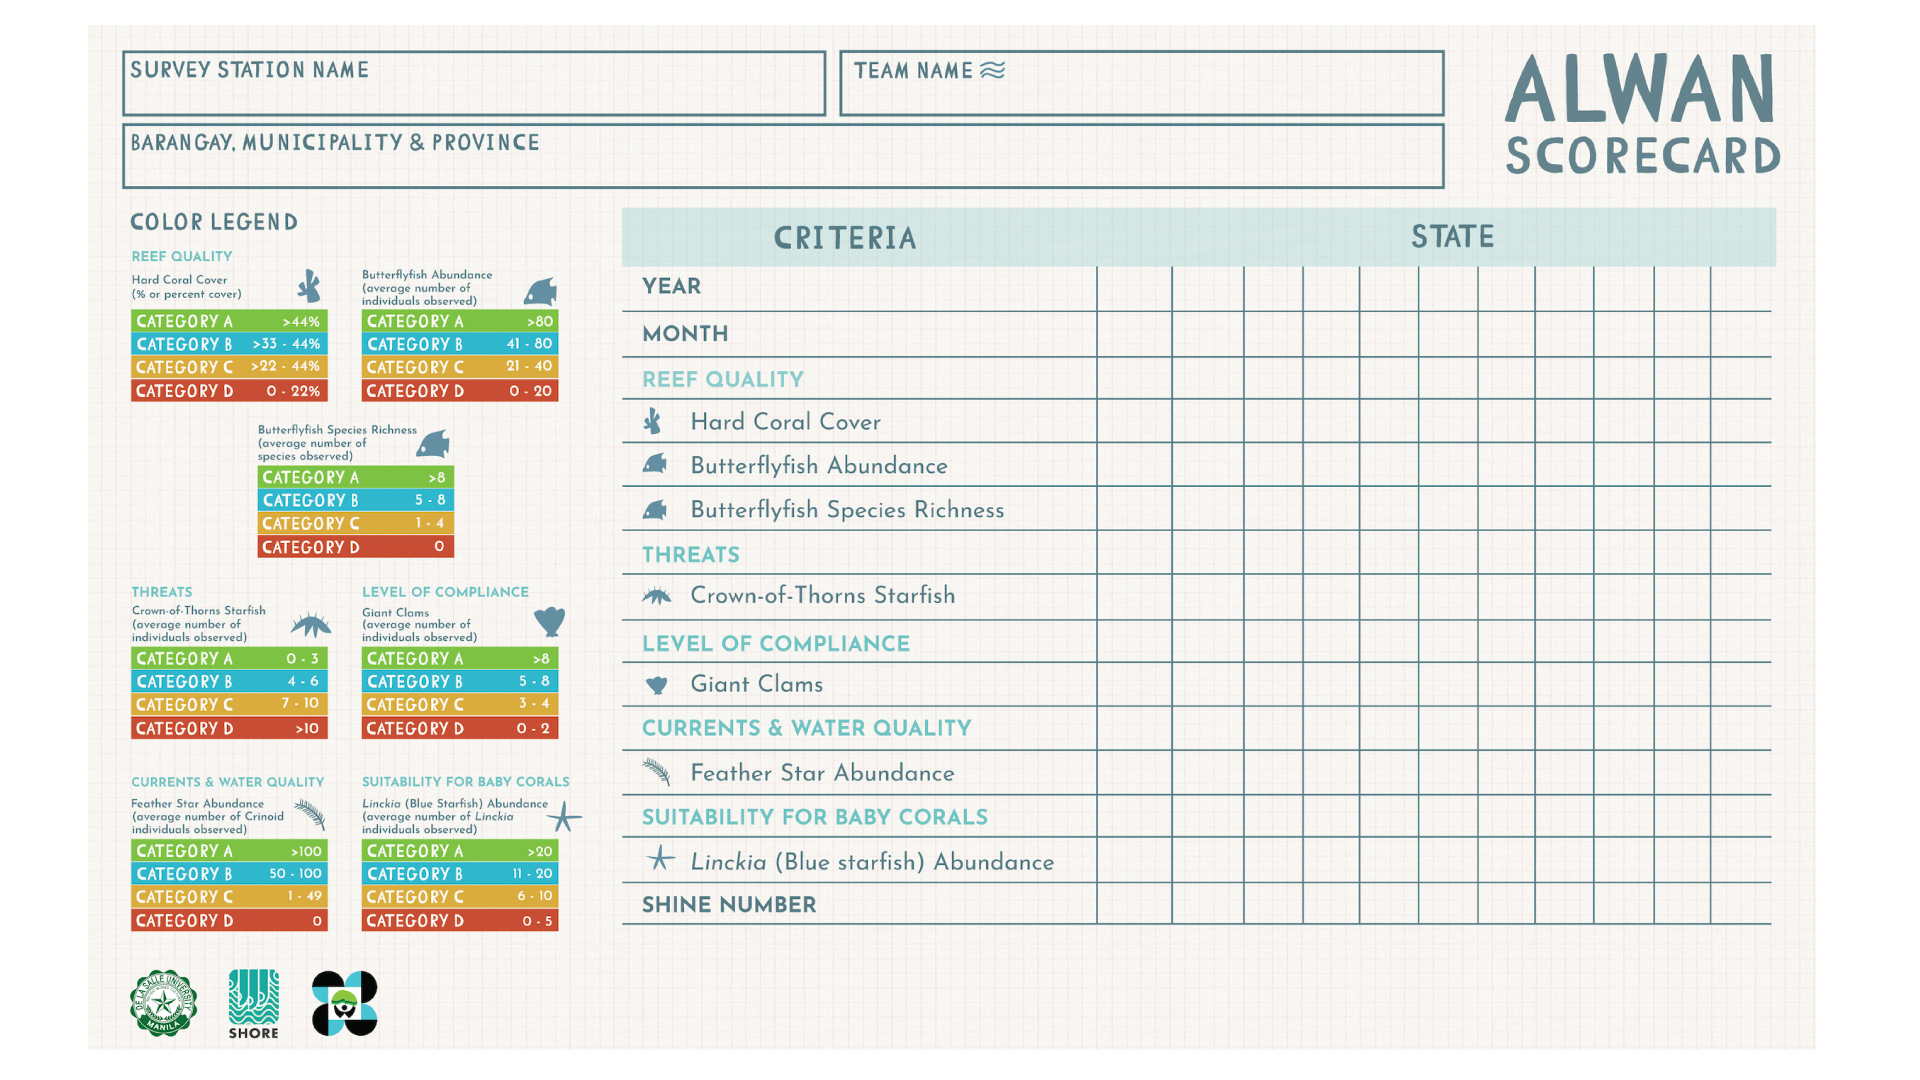 SURVEY STATION NAME
TEAM NAME
ALWAN
SCORECARD
BARANGAY, MUNICIPALITY & PROVINCE
COLOR LEGEND
REEF QUALITY
Hard Coral Cover
(% or percent cover)
CATEGORY A >44%
CATEGORY B >33 - 44%
CATEGORY C >22 - 44%
CATEGORY D 0 - 22%
Butterflyfish Abundance
(average number of
individuals observed)
CATEGORY A >80
CATEGORY B 41 - 80
CATEGORY C 21 - 40
CATEGORY D 0 - 20
Butterflyfish Species Richness
(average number of
species observed)
CATEGORY A >8
CATEGORY B 5 - 8
CATEGORY C 1 - 4
CATEGORY D 0
THREATS
Crown-of-Thorns Starfish
(average number of
individuals observed)
CATEGORY A 0 - 3
CATEGORY B 4 - 6
CATEGORY C 7 - 10
CATEGORY D >10
LEVEL OF COMPLIANCE
Giant Clams
(average number of
individuals observed)
CATEGORY A >8
CATEGORY B 5 - 8
CATEGORY C 3 - 4
CATEGORY D 0 - 2
CURRENTS & WATER QUALITY
Feather Star Abundance
(average number of Crinoid
individuals observed)
CATEGORY A >100
CATEGORY B 50 - 100
CATEGORY C 1 - 49
CATEGORY D 0
SUITABILITY FOR BABY CORALS
Linckia (Blue Starfish) Abundance
(average number of Linckia
individuals observed)
CATEGORY A >20
CATEGORY B 11 - 20
CATEGORY C 6 - 10
CATEGORY D 0 - 5
CRITERIA STATE
YEAR
MONTH
REEF QUALITY
Hard Coral Cover
Butterflyfish Abundance
Butterflyfish Species Richness
THREATS
Crown-of-Thorns Starfish
LEVEL OF COMPLIANCE
Giant Clams
CURRENTS & WATER QUALITY
Feather Star Abundance
SUITABILITY FOR BABY CORALS
Linckia (Blue starfish) Abundance
SHINE NUMBER
DE LA SALLE UNIVERSITY
MANILA
SHORE